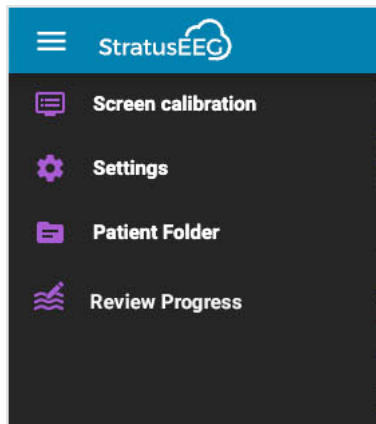 StratusEEG
Screen calibration
Settings
Patient Folder
Review Progress